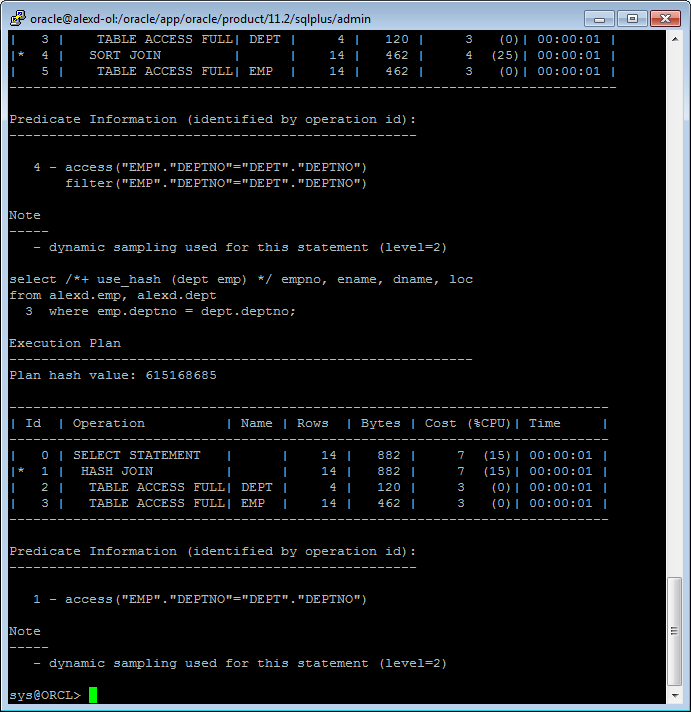 oracle@alexd-ol:/oracle/app/oracle/product/11.2/sqlplus/admin
|   3 |    TABLE ACCESS FULL| DEPT |     4 |   120 |     3   (0)| 00:00:01 |
|*  4 |   SORT JOIN         |      |    14 |   462 |     4  (25)| 00:00:01 |
|   5 |    TABLE ACCESS FULL| EMP  |    14 |   462 |     3   (0)| 00:00:01 |
----------------------------------------------------------------------------
Predicate Information (identified by operation id):
---------------------------------------------------
   4 - access("EMP"."DEPTNO"="DEPT"."DEPTNO")
       filter("EMP"."DEPTNO"="DEPT"."DEPTNO")
Note
-----
   - dynamic sampling used for this statement (level=2)
select /*+ use_hash (dept emp) */ empno, ename, dname, loc
from alexd.emp, alexd.dept
  3  where emp.deptno = dept.deptno;
Execution Plan
----------------------------------------------------------
Plan hash value: 615168685
---------------------------------------------------------------------------
| Id  | Operation          | Name | Rows  | Bytes | Cost (%CPU)| Time     |
---------------------------------------------------------------------------
|   0 | SELECT STATEMENT   |      |    14 |   882 |     7  (15)| 00:00:01 |
|*  1 |  HASH JOIN         |      |    14 |   882 |     7  (15)| 00:00:01 |
|   2 |   TABLE ACCESS FULL| DEPT |     4 |   120 |     3   (0)| 00:00:01 |
|   3 |   TABLE ACCESS FULL| EMP  |    14 |   462 |     3   (0)| 00:00:01 |
---------------------------------------------------------------------------
Predicate Information (identified by operation id):
---------------------------------------------------
   1 - access("EMP"."DEPTNO"="DEPT"."DEPTNO")
Note
-----
   - dynamic sampling used for this statement (level=2)
sys@ORCL>